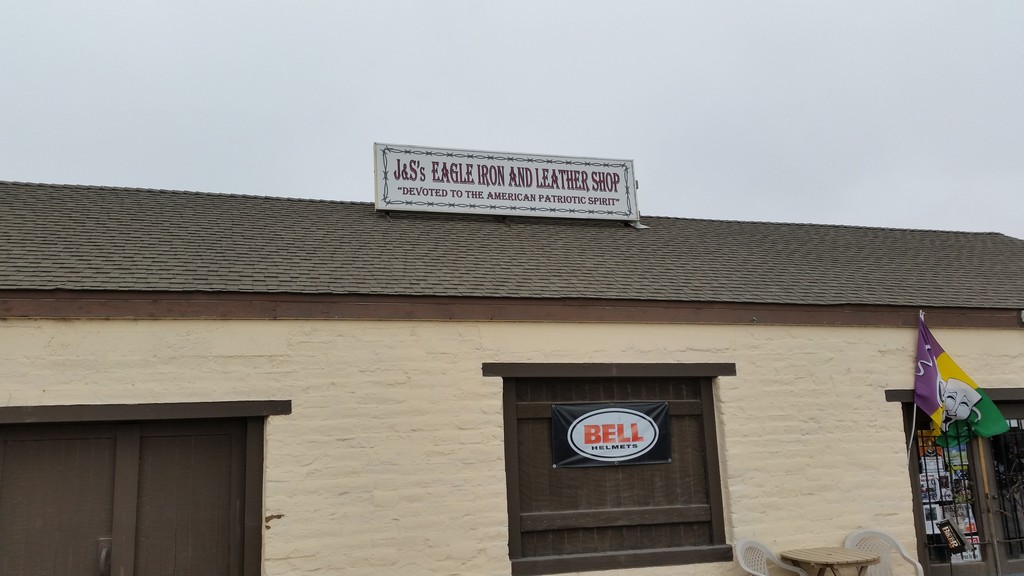 J&S's EAGLE IRON AND LEATHER SHOP
"DEVOTED TO THE AMERICAN PATRIOTIC SPIRIT"
BELL
HELMETS